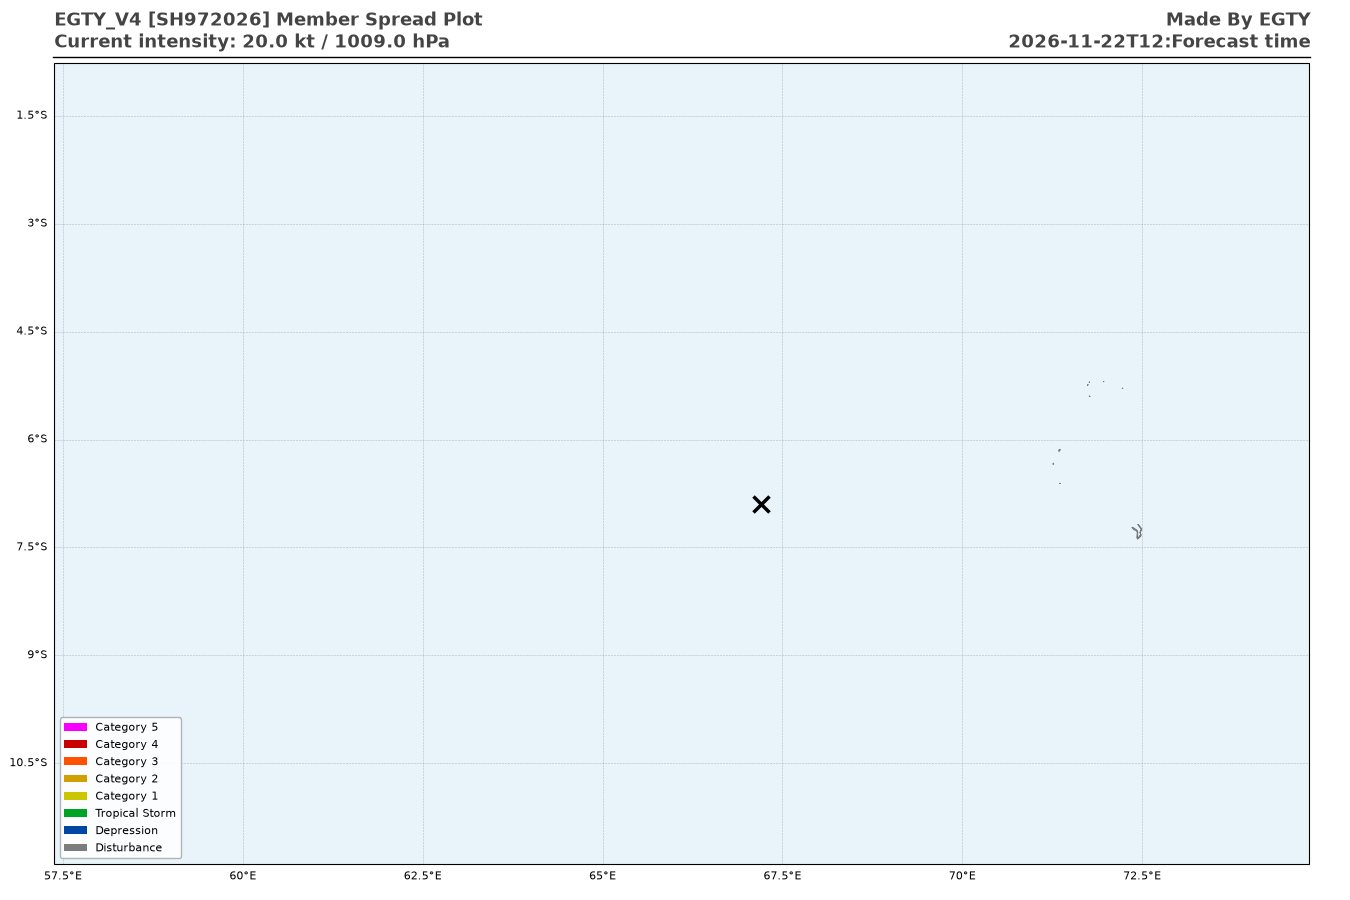 EGTY_V4 [SH972026] Member Spread Plot
Made By EGTY
Current intensity: 20.0 kt / 1009.0 hPa
2026-11-22T12:Forecast time
1.5°S
3°S
4.5°S
6°S
7.5°S
9°S
10.5°S
Category 5
Category 4
Category 3
Category 2
Category 1
Tropical Storm
Depression
Disturbance
57.5°E 60°E 62.5°E 65°E 67.5°E 70°E 72.5°E